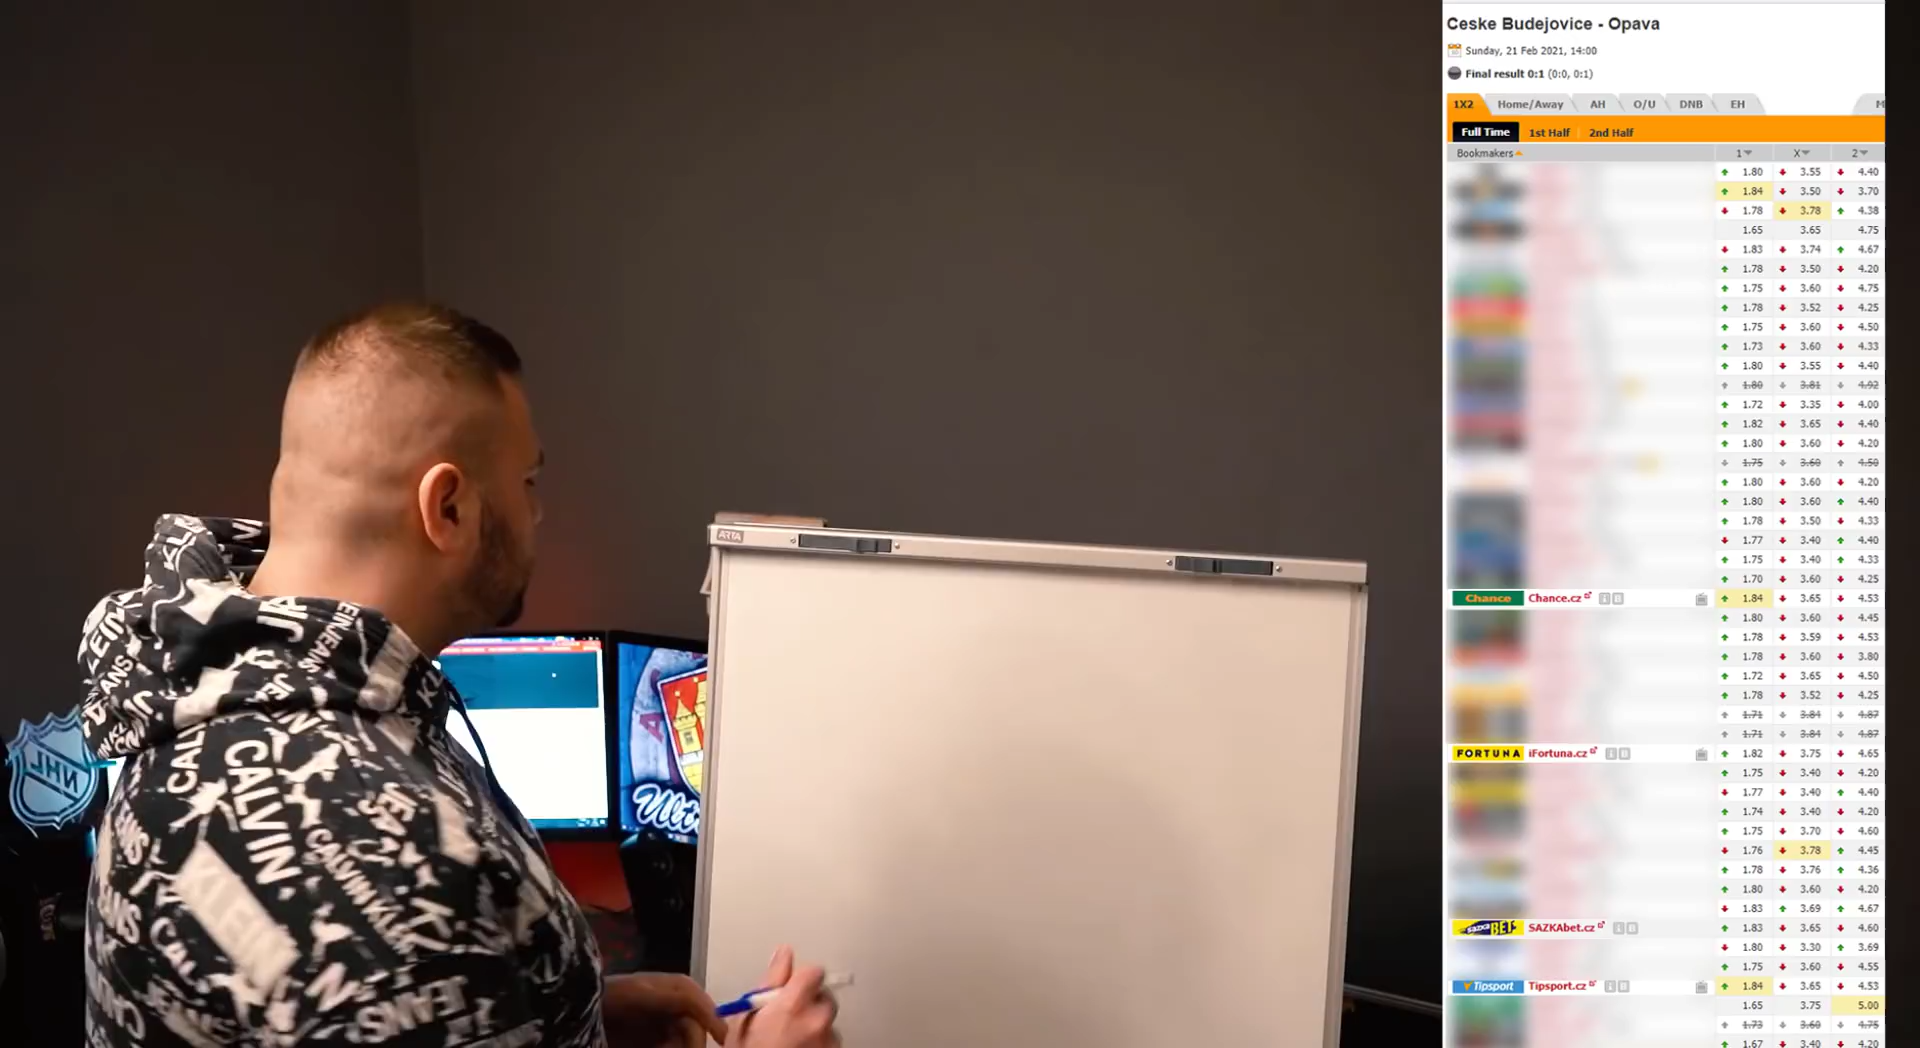 Ceske Budejovice - Opava
Sunday, 21 Feb 2021, 14:00
Final result 0:1 (0:0, 0:1)
1X2 Home/Away AH O/U DNB EH M
Full Time 1st Half 2nd Half
Bookmakers 1 X 2
1.80 3.55 4.40
1.84 3.50 3.70
1.78 3.78 4.38
1.65 3.65 4.75
1.83 3.74 4.67
1.78 3.50 4.20
1.75 3.60 4.75
1.78 3.52 4.25
1.75 3.60 4.50
1.73 3.60 4.33
1.80 3.55 4.40
1.80 3.81 4.92
1.72 3.35 4.00
1.82 3.65 4.40
1.80 3.60 4.20
1.75 3.60 4.50
1.80 3.60 4.20
1.80 3.60 4.40
1.78 3.50 4.33
1.77 3.40 4.40
1.75 3.40 4.33
1.70 3.60 4.25
Chance Chance.cz 1.84 3.65 4.53
1.80 3.60 4.45
1.78 3.59 4.53
1.78 3.60 3.80
1.72 3.65 4.50
1.78 3.52 4.25
1.71 3.84 4.87
1.71 3.84 4.87
FORTUNA iFortuna.cz 1.82 3.75 4.65
1.75 3.40 4.20
1.77 3.40 4.40
1.74 3.40 4.20
1.75 3.70 4.60
1.76 3.78 4.45
1.78 3.76 4.36
1.80 3.60 4.20
1.83 3.69 4.67
sazka BET SAZKAbet.cz 1.83 3.65 4.60
1.80 3.30 3.69
1.75 3.60 4.55
Tipsport Tipsport.cz 1.84 3.65 4.53
1.65 3.75 5.00
1.73 3.60 4.75
1.67 3.40 4.20
ARTA
NHL
Ult
CALVIN
KLEIN
JEANS